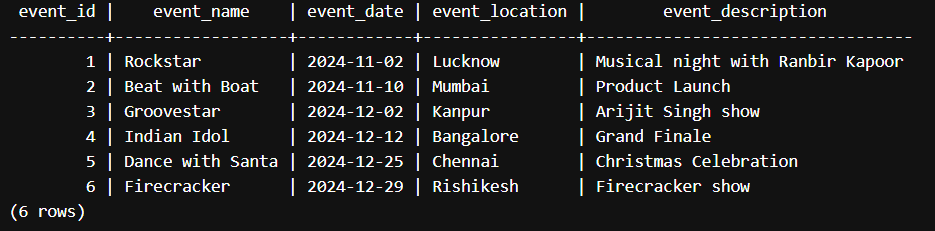 event_id |    event_name    | event_date | event_location |        event_description
----------+------------------+------------+----------------+---------------------------------
        1 | Rockstar         | 2024-11-02 | Lucknow        | Musical night with Ranbir Kapoor
        2 | Beat with Boat   | 2024-11-10 | Mumbai         | Product Launch
        3 | Groovestar       | 2024-12-02 | Kanpur         | Arijit Singh show
        4 | Indian Idol      | 2024-12-12 | Bangalore      | Grand Finale
        5 | Dance with Santa | 2024-12-25 | Chennai        | Christmas Celebration
        6 | Firecracker      | 2024-12-29 | Rishikesh      | Firecracker show
(6 rows)